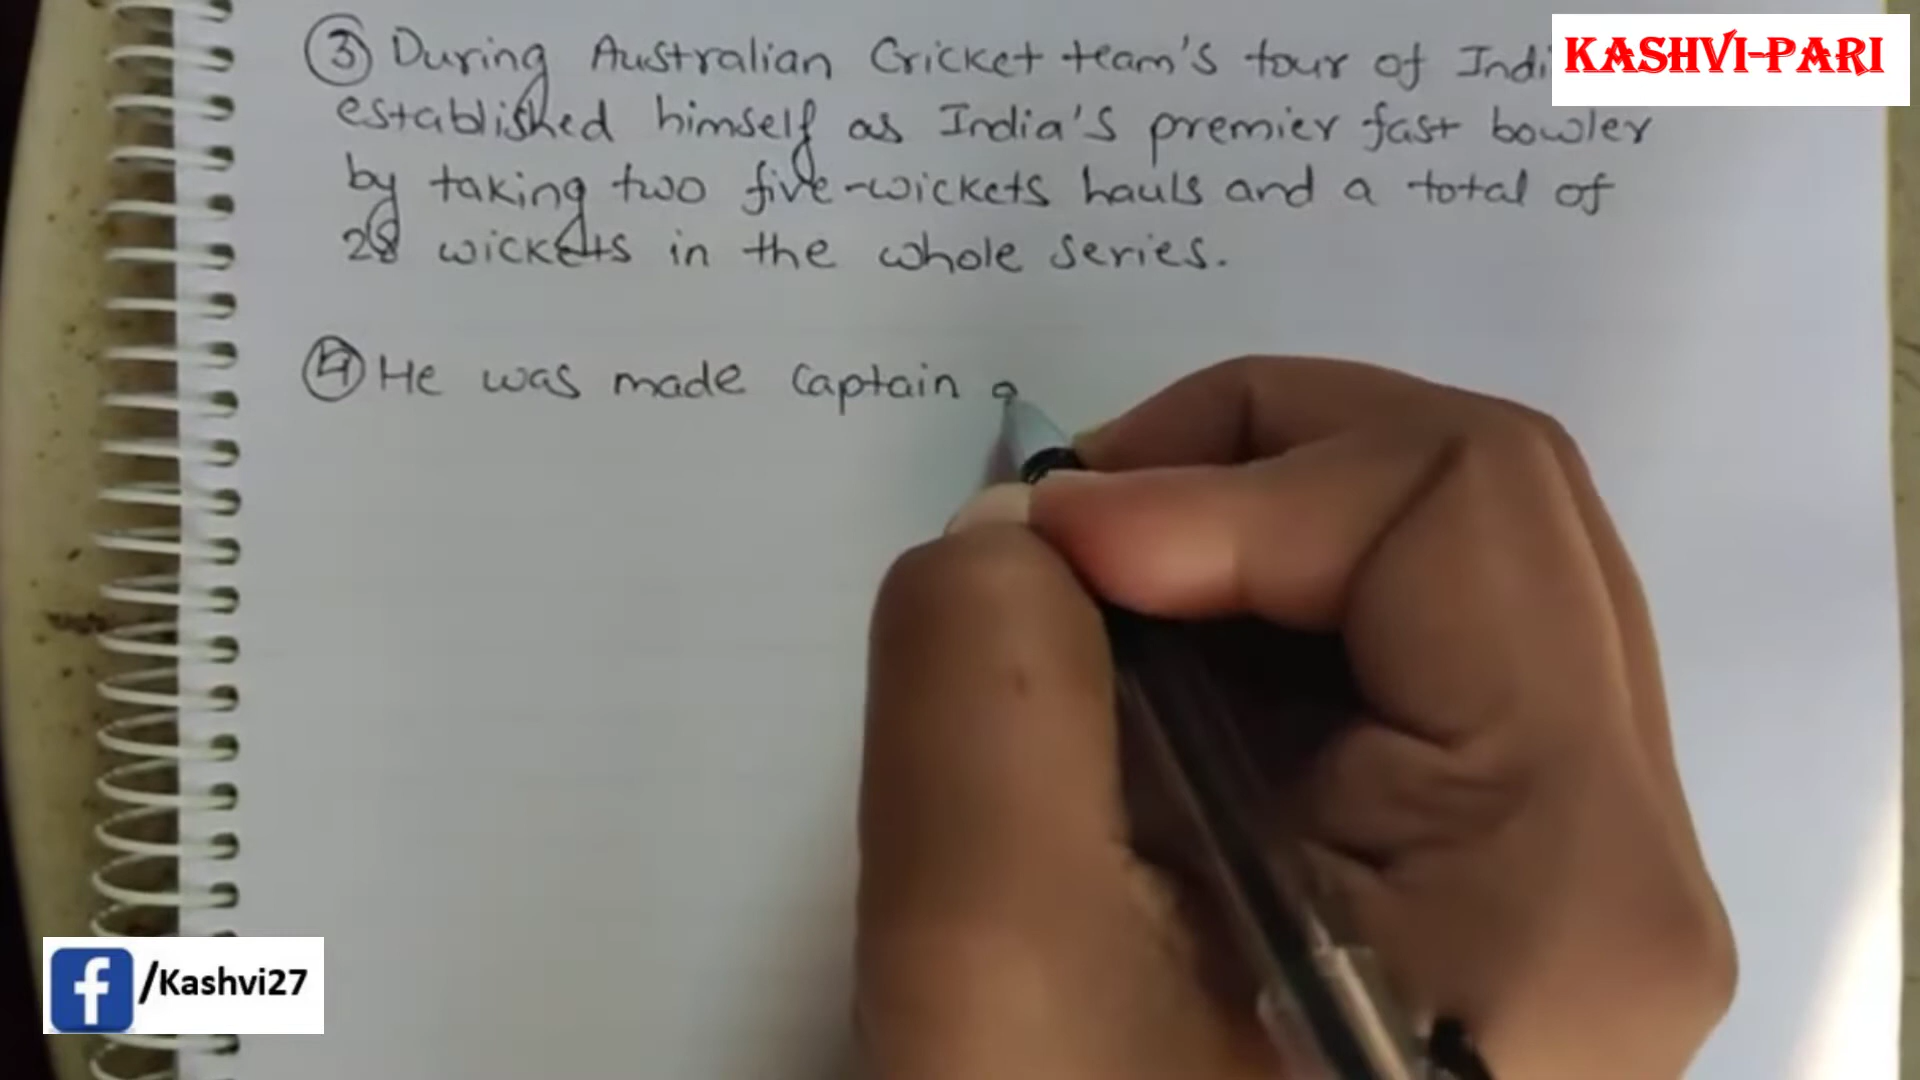 ③ During Australian Cricket team's tour of Indi
KASHVI-PARI
established himself as India's premier fast bowler
by taking two five-wickets hauls and a total of
28 wickets in the whole series.
④ He was made captain o
f/Kashvi27